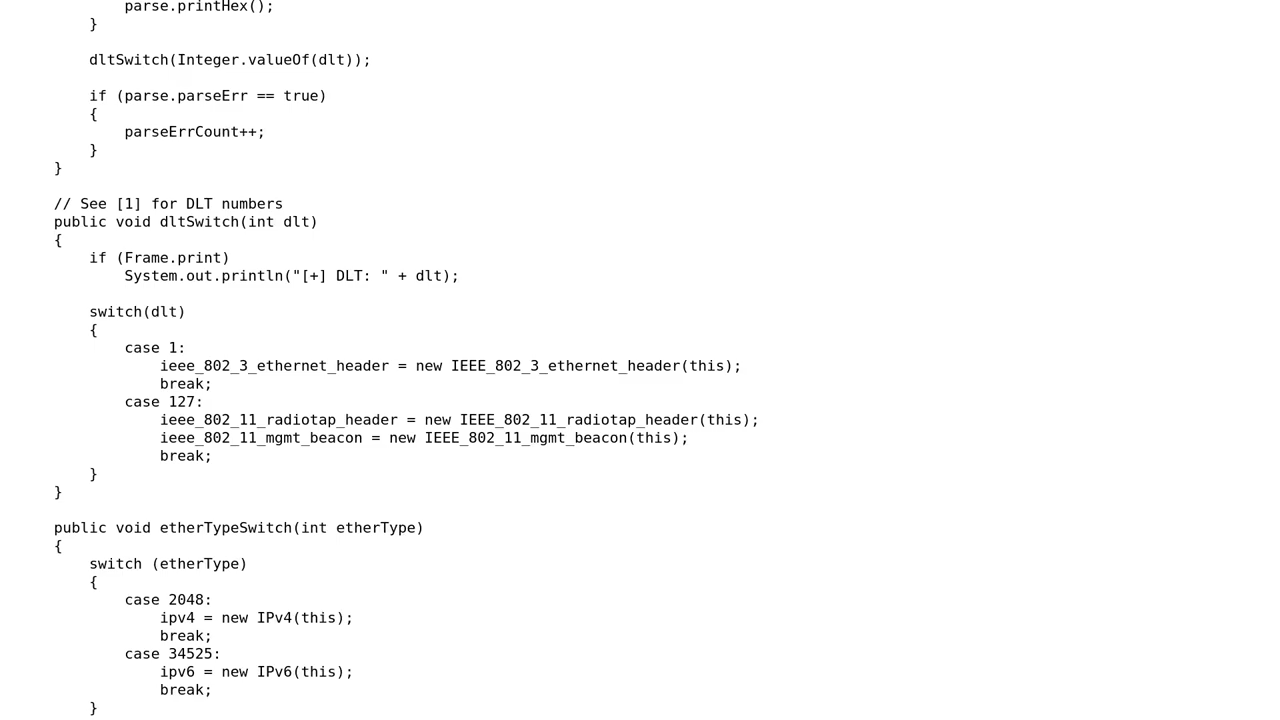 parse.printHex();
}
dltSwitch(Integer.valueOf(dlt));
if (parse.parseErr == true)
{
parseErrCount++;
}
}
// See [1] for DLT numbers
public void dltSwitch(int dlt)
{
if (Frame.print)
System.out.println("[+] DLT: " + dlt);
switch(dlt)
{
case 1:
ieee_802_3_ethernet_header = new IEEE_802_3_ethernet_header(this);
break;
case 127:
ieee_802_11_radiotap_header = new IEEE_802_11_radiotap_header(this);
ieee_802_11_mgmt_beacon = new IEEE_802_11_mgmt_beacon(this);
break;
}
}
public void etherTypeSwitch(int etherType)
{
switch (etherType)
{
case 2048:
ipv4 = new IPv4(this);
break;
case 34525:
ipv6 = new IPv6(this);
break;
}